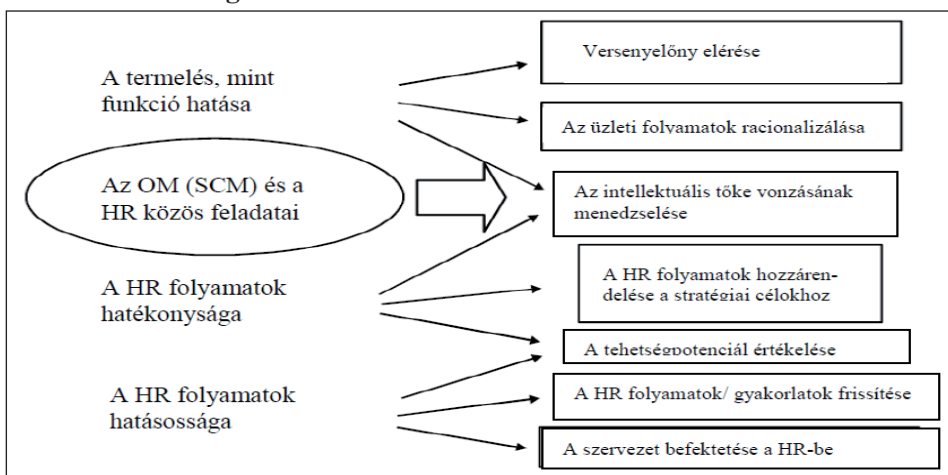 Versenyelőny elérése
A termelés, mint
funkció hatása
Az üzleti folyamatok racionalizálása
Az OM (SCM) és a
HR közös feladatai
Az intellektuális tőke vonzásának
menedzselése
A HR folyamatok
hatékonysága
A HR folyamatok hozzáren-
delése a stratégiai célokhoz
A tehetségpotenciál értékelése
A HR folyamatok
hatásossága
A HR folyamatok/ gyakorlatok frissítése
A szervezet befektetése a HR-be